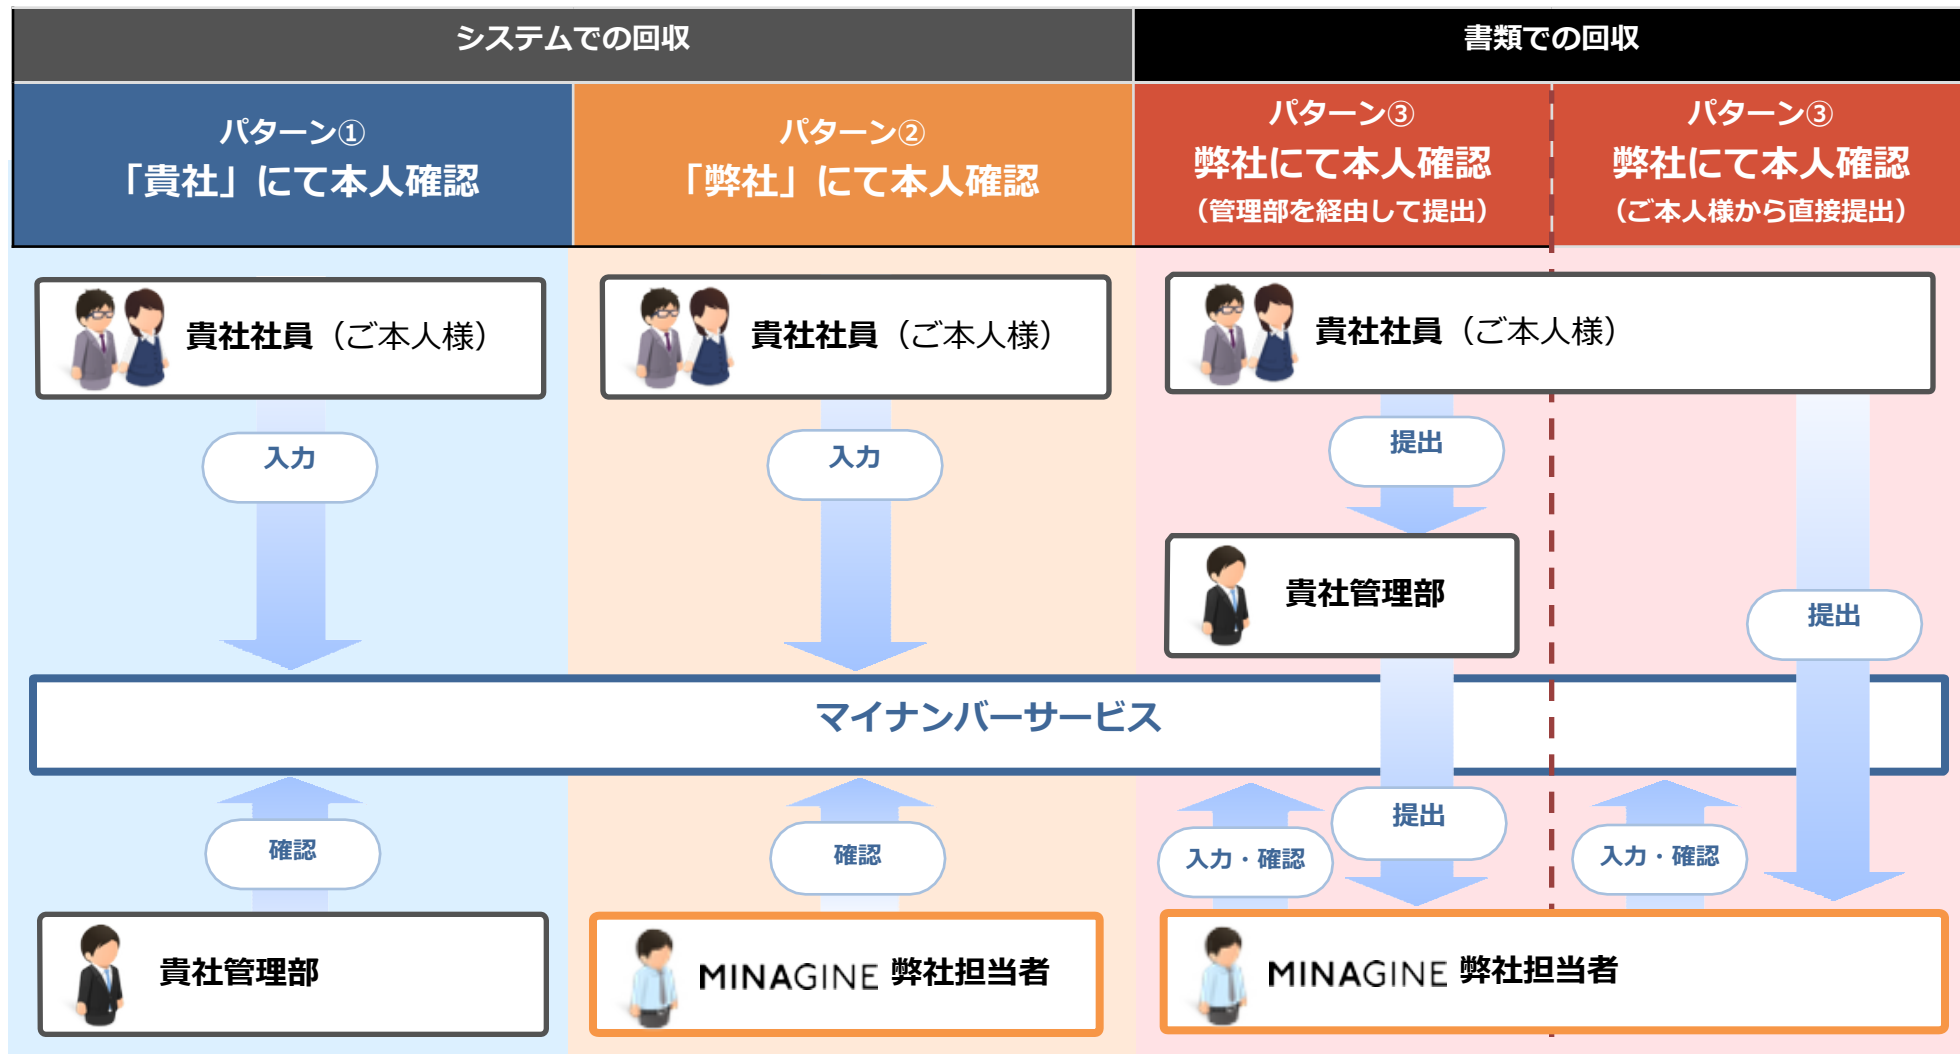 システムでの回収
書類での回収
パターン①
「貴社」にて本人確認
パターン②
「弊社」にて本人確認
パターン③
弊社にて本人確認
（管理部を経由して提出）
パターン③
弊社にて本人確認
（ご本人様から直接提出）
貴社社員（ご本人様）
貴社社員（ご本人様）
貴社社員（ご本人様）
入力
入力
提出
貴社管理部
提出
マイナンバーサービス
確認
確認
入力・確認
提出
入力・確認
貴社管理部
MINAGINE 弊社担当者
MINAGINE 弊社担当者